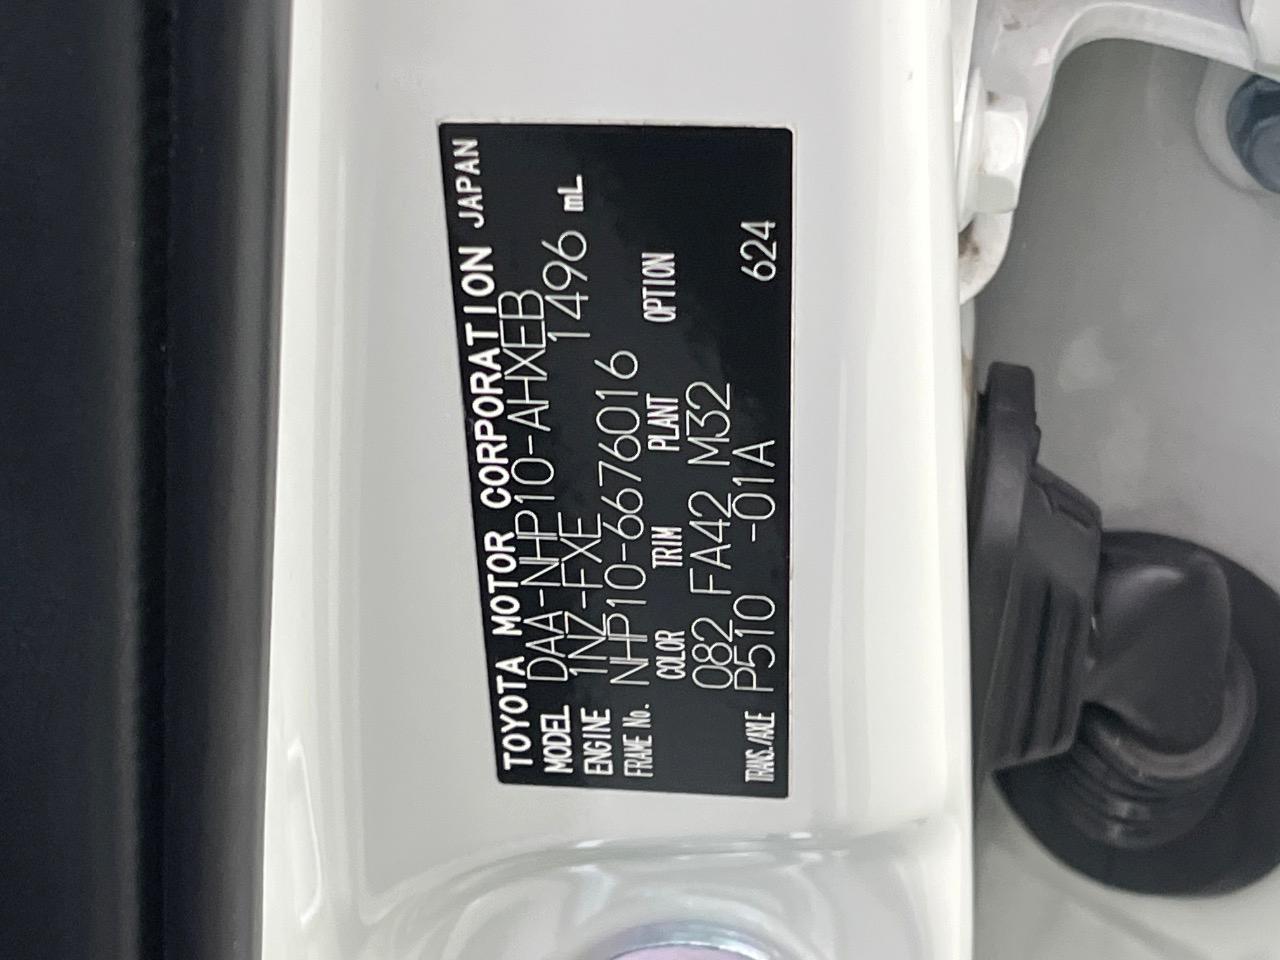 TOYOTA MOTOR CORPORATION JAPAN
MODEL DAA-NHP10-AHXEB
ENGINE 1NZ-FXE 1496 mL
FRAME No. NHP10-6676016
COLOR TRIM PLANT OPTION
082 FA42 M32
TRANS./AXLE P510 -01A 624